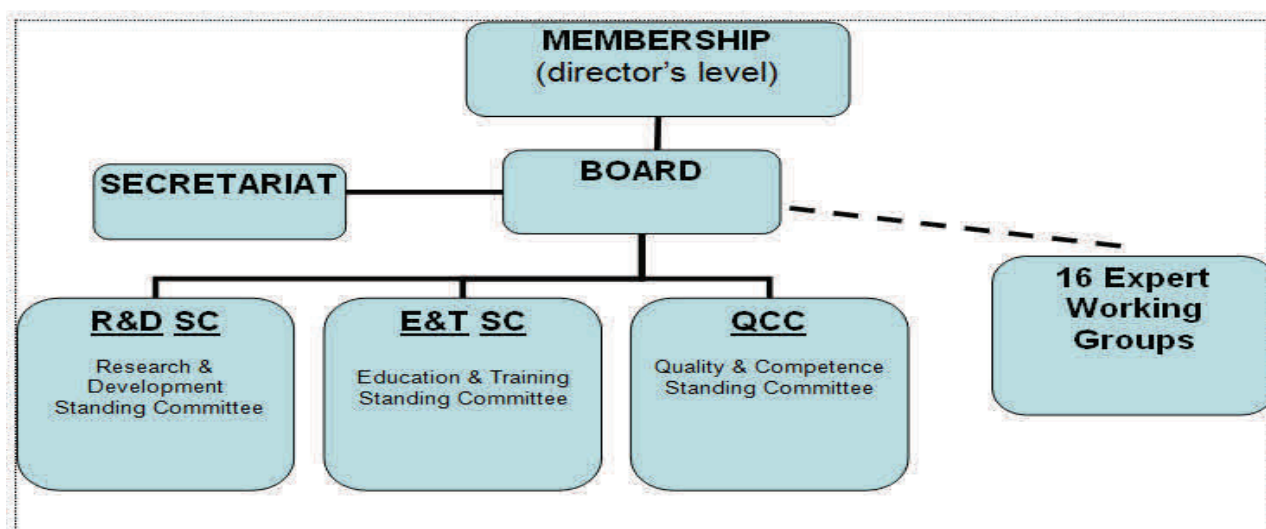 MEMBERSHIP
(director's level)
BOARD
SECRETARIAT
16 Expert
Working
Groups
R&D SC
Research &
Development
Standing Committee
E&T SC
Education & Training
Standing Committee
QCC
Quality & Competence
Standing Committee